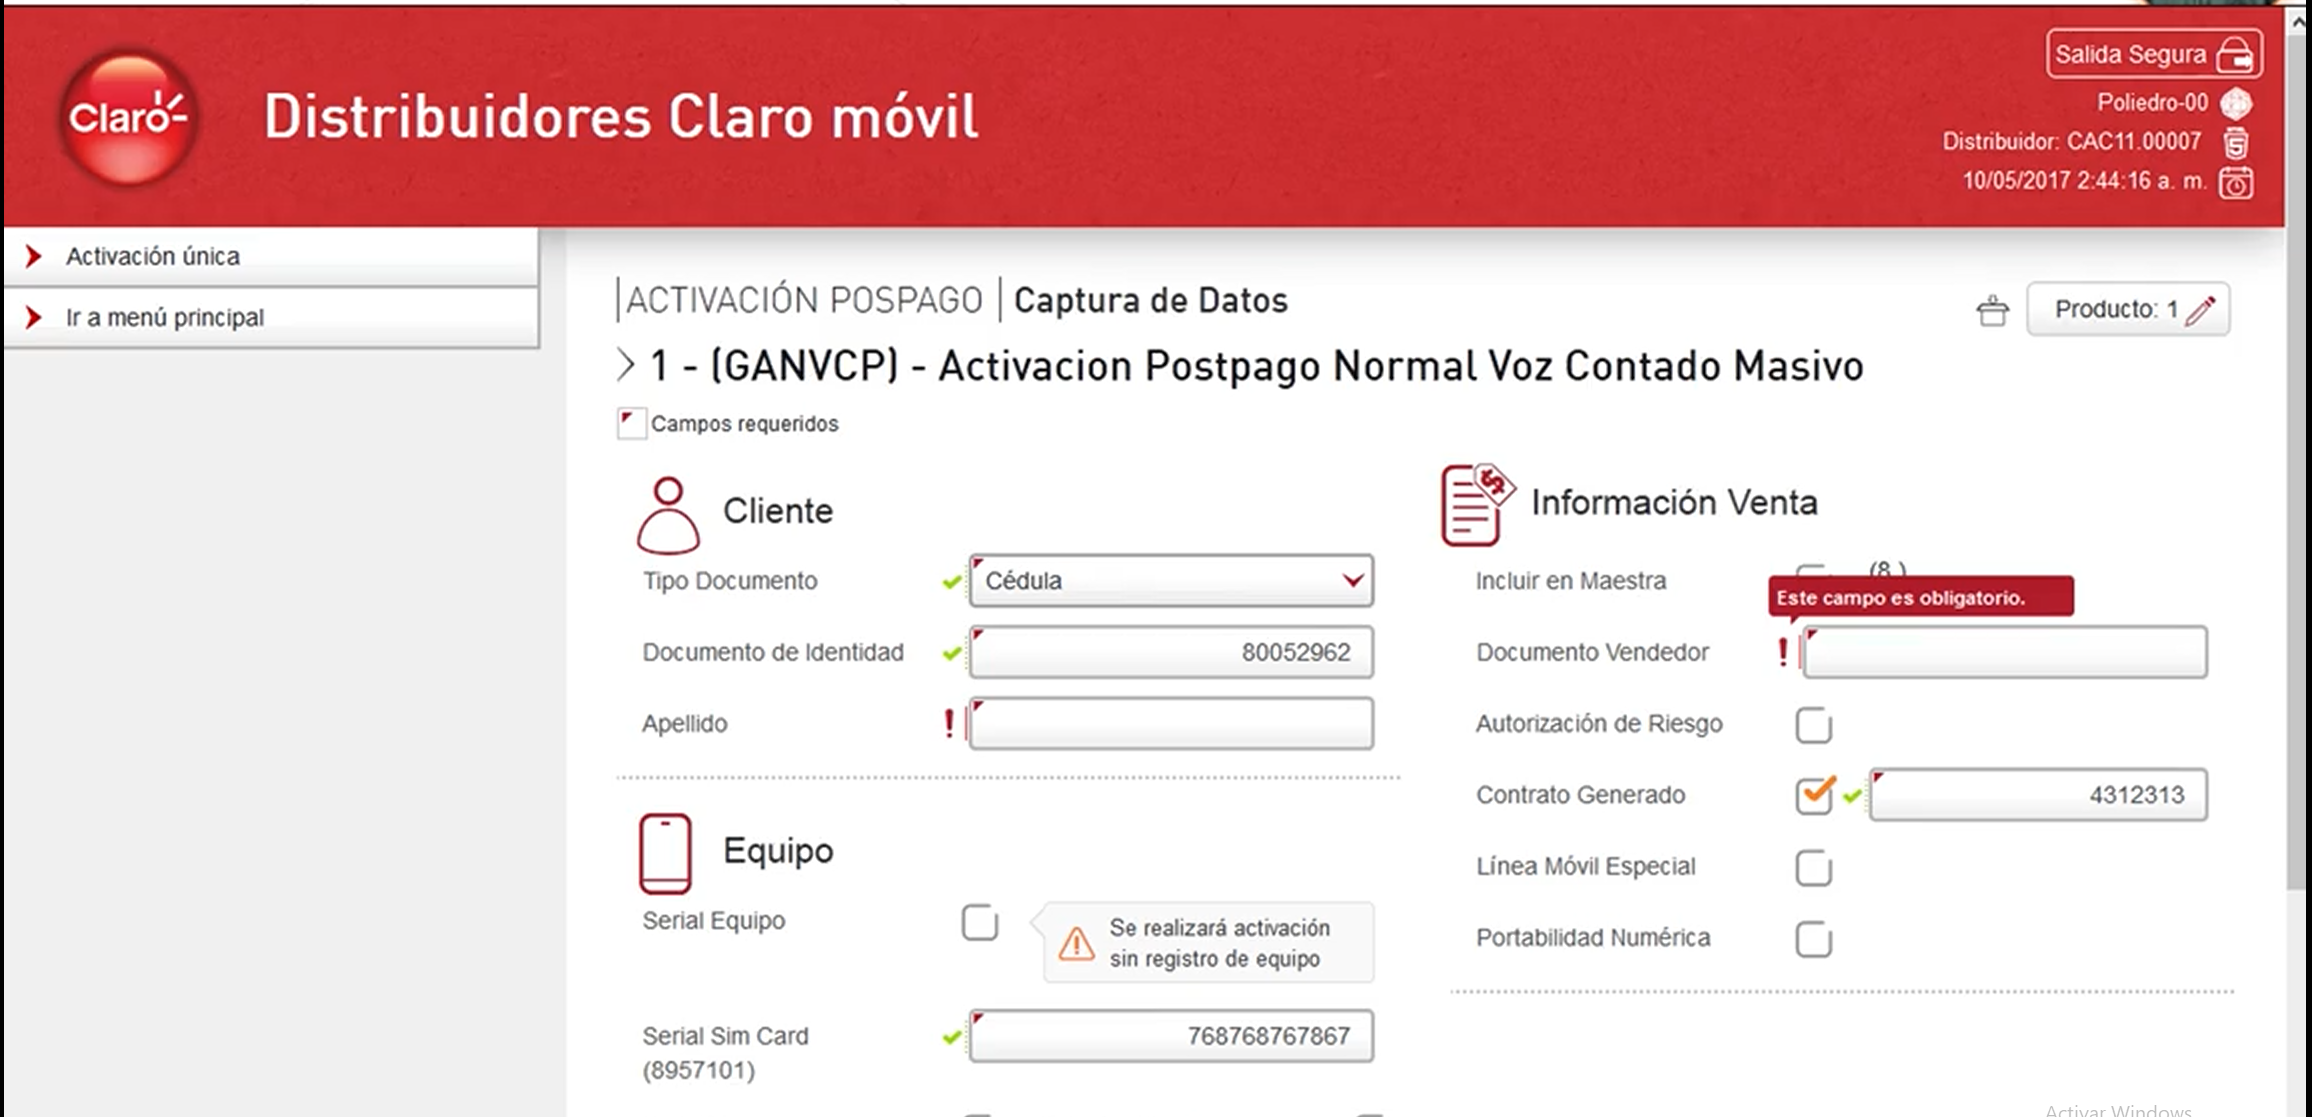 Salida Segura
Claro
Distribuidores Claro móvil
Poliedro-00
Distribuidor: CAC11.00007
10/05/2017 2:44:16 a. m.
Activación única
Ir a menú principal
ACTIVACIÓN POSPAGO | Captura de Datos
Producto: 1
1 - (GANVCP) - Activacion Postpago Normal Voz Contado Masivo
Campos requeridos
Cliente
Tipo Documento
Cédula
Documento de Identidad
80052962
Apellido
Equipo
Serial Equipo
Se realizará activación
sin registro de equipo
Serial Sim Card
(8957101)
768768767867
Información Venta
Incluir en Maestra
(8 )
Este campo es obligatorio.
Documento Vendedor
Autorización de Riesgo
Contrato Generado
4312313
Línea Móvil Especial
Portabilidad Numérica
Activar Windows